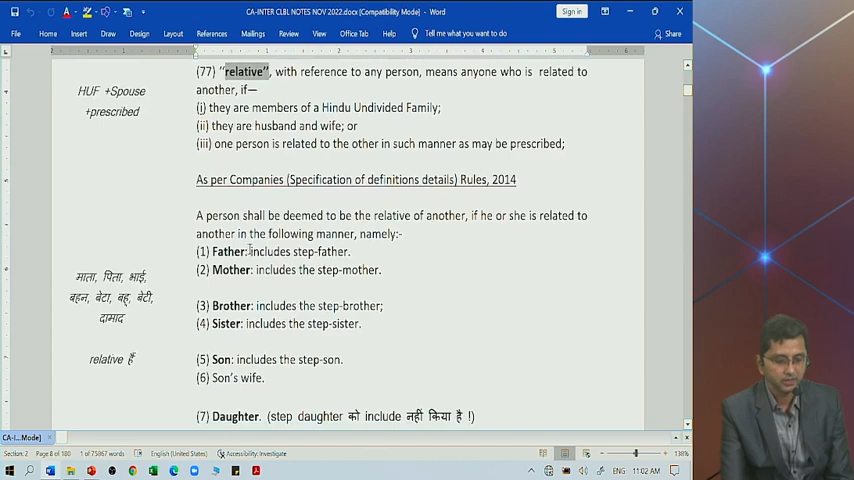 CA-INTER CLBL NOTES NOV 2022.docx [Compatibility Mode] - Word
Sign in
File Home Insert Draw Design Layout References Mailings Review View Office Tab Help Tell me what you want to do Share
HUF +Spouse
+prescribed
(77) "relative", with reference to any person, means anyone who is related to
another, if—
(i) they are members of a Hindu Undivided Family;
(ii) they are husband and wife; or
(iii) one person is related to the other in such manner as may be prescribed;
As per Companies (Specification of definitions details) Rules, 2014
A person shall be deemed to be the relative of another, if he or she is related to
another in the following manner, namely:-
(1) Father: includes step-father.
(2) Mother: includes the step-mother.
माता, पिता, भाई,
बहन, बेटा, बहू, बेटी,
दामाद
(3) Brother: includes the step-brother;
(4) Sister: includes the step-sister.
relative हैं
(5) Son: includes the step-son.
(6) Son's wife.
(7) Daughter. (step daughter को include नहीं किया है !)
CA-I...Mode]
Section: 2 Page 8 of 180 1 of 75867 words English (United States) Accessibility: Investigate 138%
ENG 11:02 AM